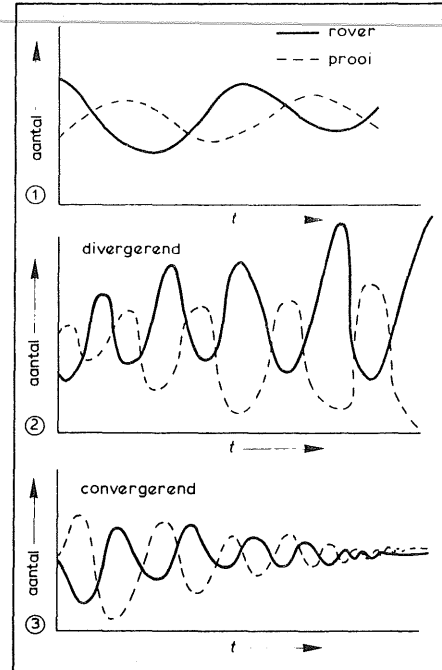 rover
prooi
aantal
1
t
divergerend
aantal
2
t
convergerend
aantal
3
t